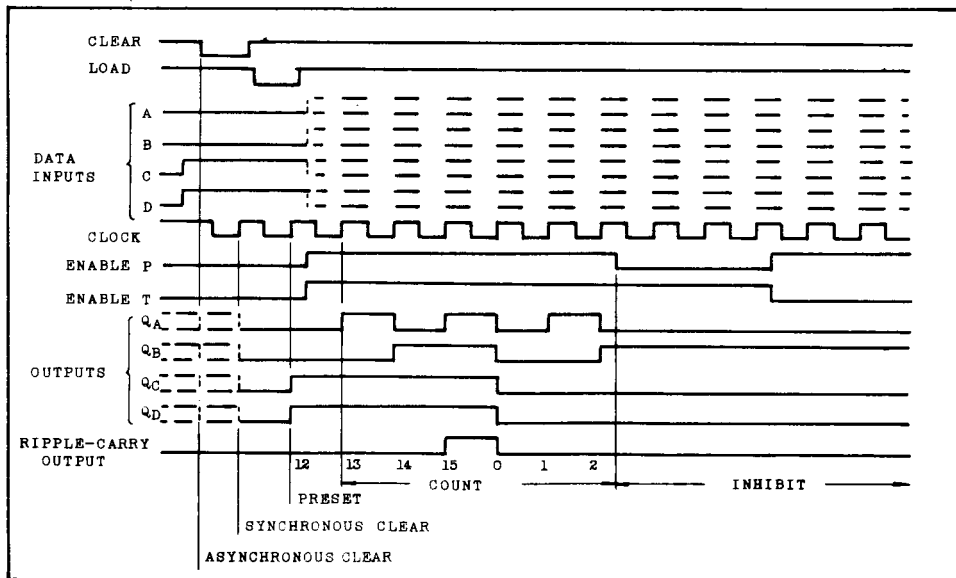 CLEAR
LOAD
A
B
DATA
INPUTS
C
D
CLOCK
ENABLE P
ENABLE T
QA
QB
OUTPUTS
QC
QD
RIPPLE-CARRY
OUTPUT
12 13 14 15 0 1 2
COUNT INHIBIT
PRESET
SYNCHRONOUS CLEAR
ASYNCHRONOUS CLEAR